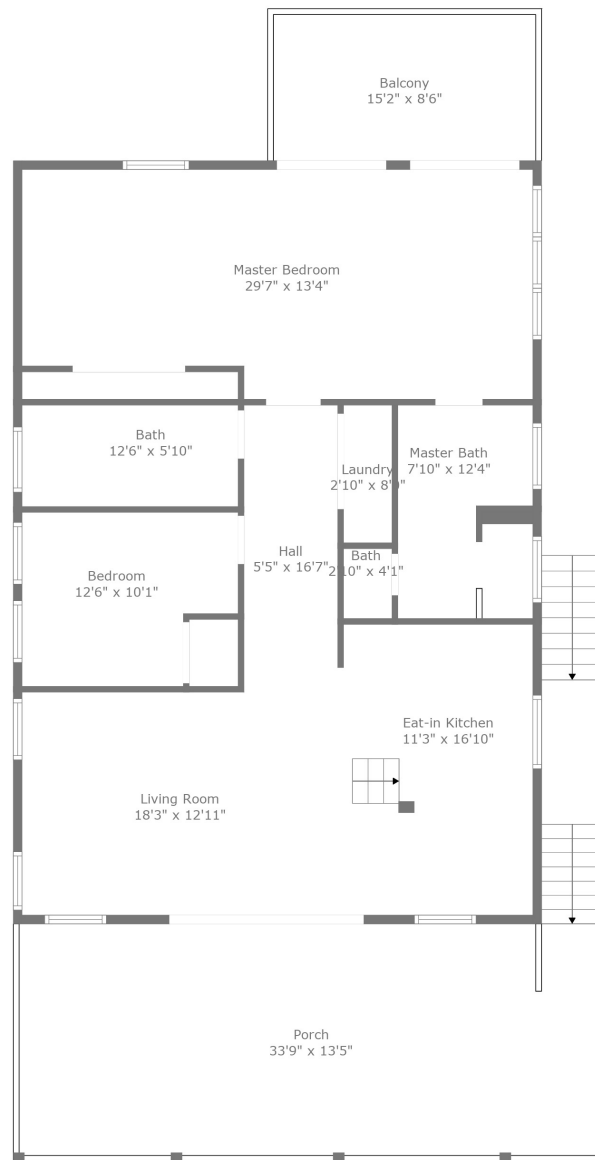 Balcony
15'2" x 8'6"
Master Bedroom
29'7" x 13'4"
Bath
12'6" x 5'10"
Laundry
2'10" x
Master Bath
7'10" x 12'4"
Hall
5'5" x 16'7"
Bath
2'10" x 4'1"
Bedroom
12'6" x 10'1"
Eat-in Kitchen
11'3" x 16'10"
Living Room
18'3" x 12'11"
Porch
33'9" x 13'5"